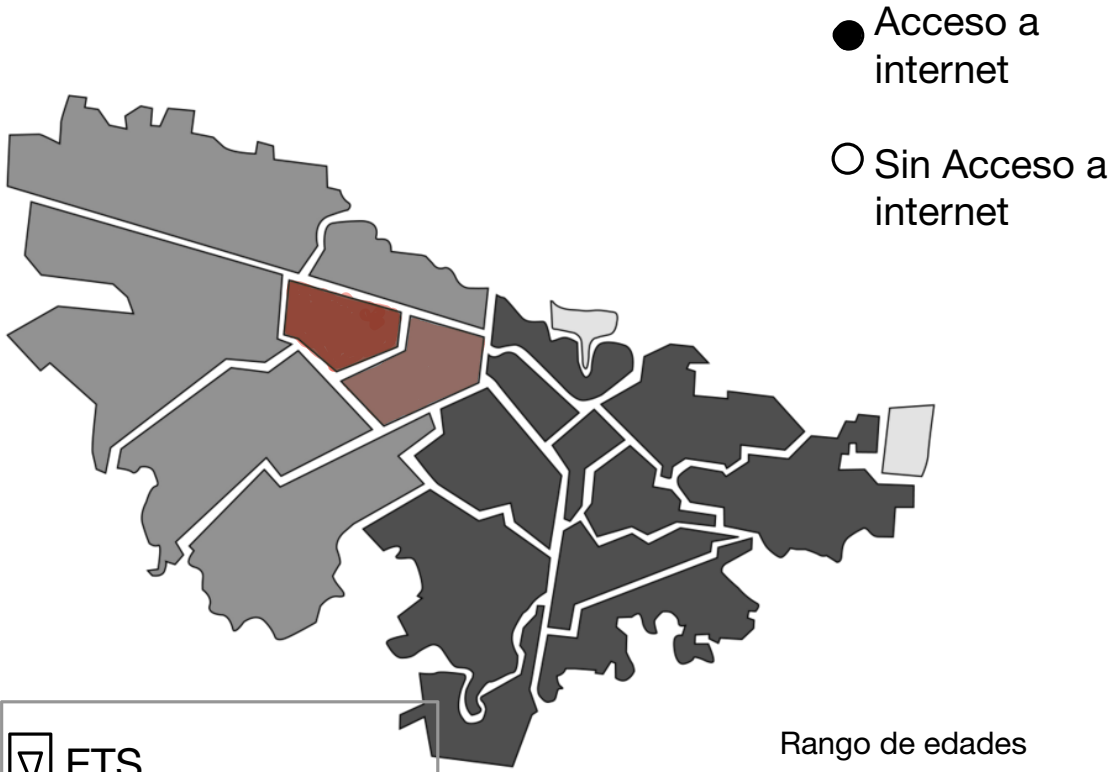 Acceso a
internet
Sin Acceso a
internet
Rango de edades
ETS